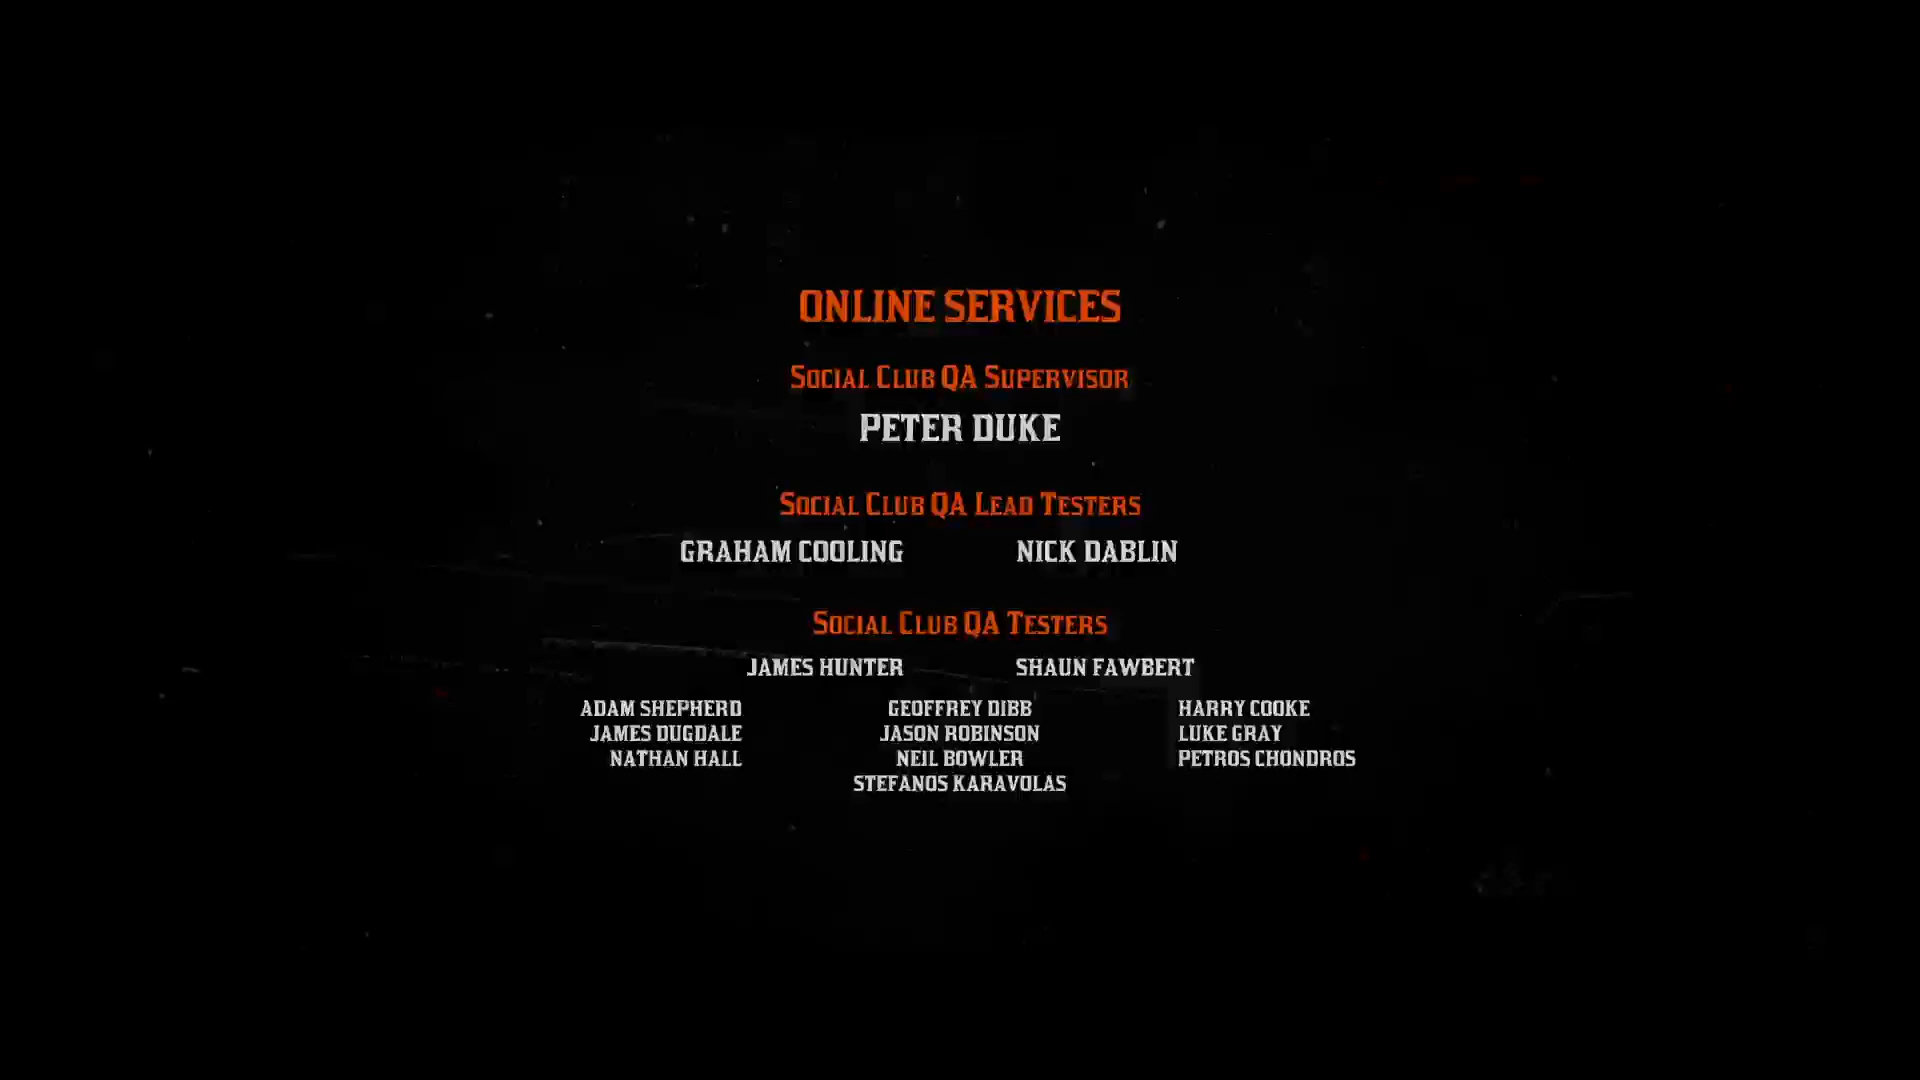 ONLINE SERVICES
SOCIAL CLUB QA SUPERVISOR
PETER DUKE
SOCIAL CLUB QA LEAD TESTERS
GRAHAM COOLING NICK DABLIN
SOCIAL CLUB QA TESTERS
JAMES HUNTER SHAUN FAWBERT
ADAM SHEPHERD GEOFFREY DIBB HARRY COOKE
JAMES DUGDALE JASON ROBINSON LUKE GRAY
NATHAN HALL NEIL BOWLER PETROS CHONDROS
STEFANOS KARAVOLAS